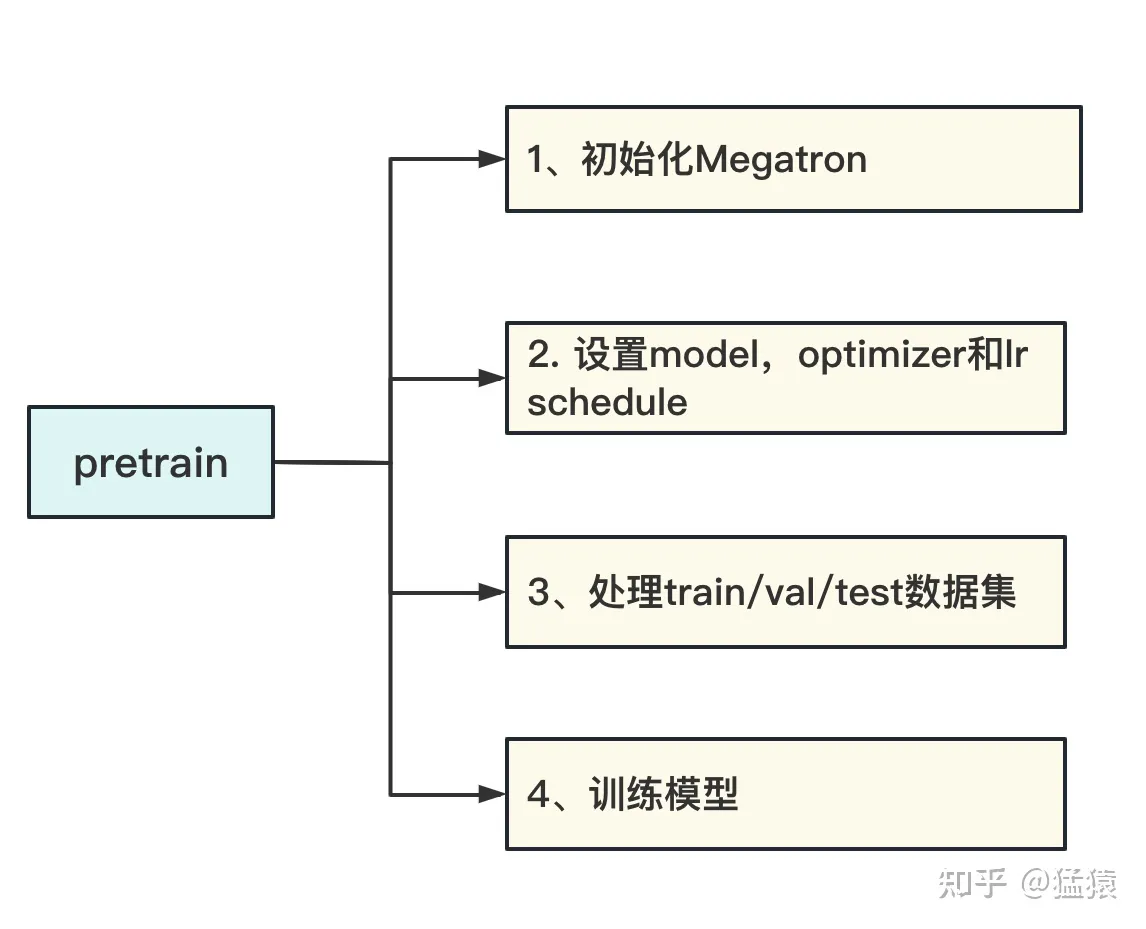 1、初始化Megatron
2. 设置model，optimizer和lr
schedule
pretrain
3、处理train/val/test数据集
4、训练模型
知乎 @猛猿